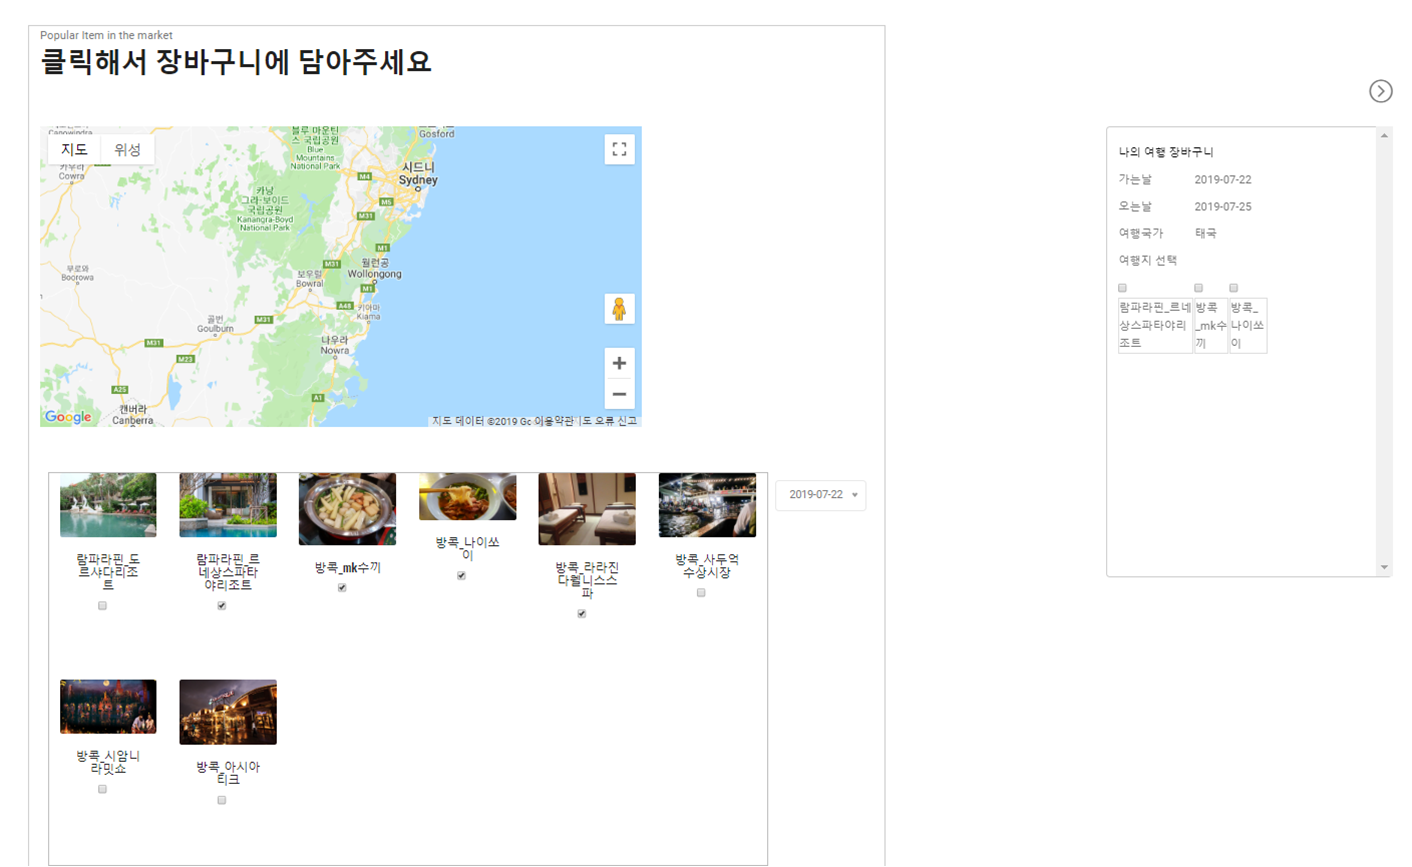 Popular Item in the market
클릭해서 장바구니에 담아주세요
지도
위성
Cowra
블루 마운틴
스 국립공원
Blue
Mountains
National Park
Gosford
시드니
Sydney
M4
M5
카낭
그라-보이드
국립공원
Kanangra-Boyd
National Park
M31
M1
부로와
Boorowa
보우럴
Bowral
M31
월런공
Wollongong
M1
A48
키아마
Kiama
골번
Goulburn
M31
나우라
Nowra
M31
M23
A25
A1
캔버라
Canberra
Google
지도 데이터 ©2019
이용약관
오류 신고
람파라핀_도
르샤다리조
트
람파라핀_르
네상스파타
야리조트
방콕_mk수끼
방콕_나이쏘
이
방콕_라라진
다웰니스스
파
방콕_사두억
수상시장
2019-07-22
방콕_시암니
라밋쇼
방콕_아시아
티크
나의 여행 장바구니
가는날 2019-07-22
오는날 2019-07-25
여행국가 태국
여행지 선택
람파라핀_르네
상스파타야리
조트
방콕
_mk수
끼
방콕_
나이쏘
이